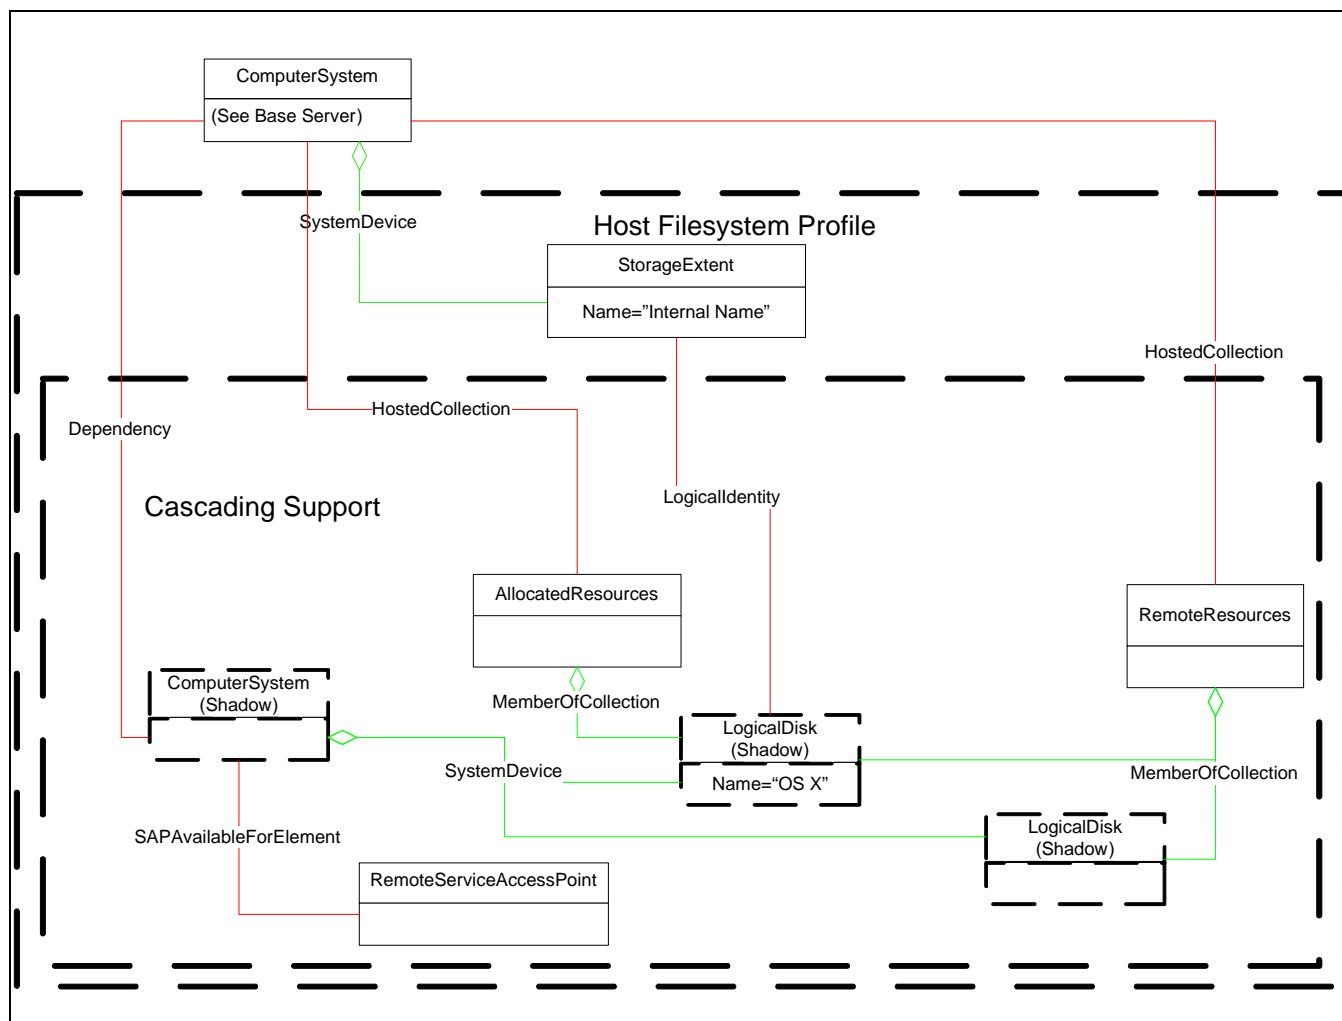 ComputerSystem
(See Base Server)
SystemDevice
Host Filesystem Profile
StorageExtent
Name=”Internal Name”
HostedCollection
HostedCollection
Dependency
LogicalIdentity
Cascading Support
AllocatedResources
RemoteResources
ComputerSystem
(Shadow)
MemberOfCollection
LogicalDisk
(Shadow)
SystemDevice
MemberOfCollection
Name=“OS X”
LogicalDisk
(Shadow)
SAPAvailableForElement
RemoteServiceAccessPoint